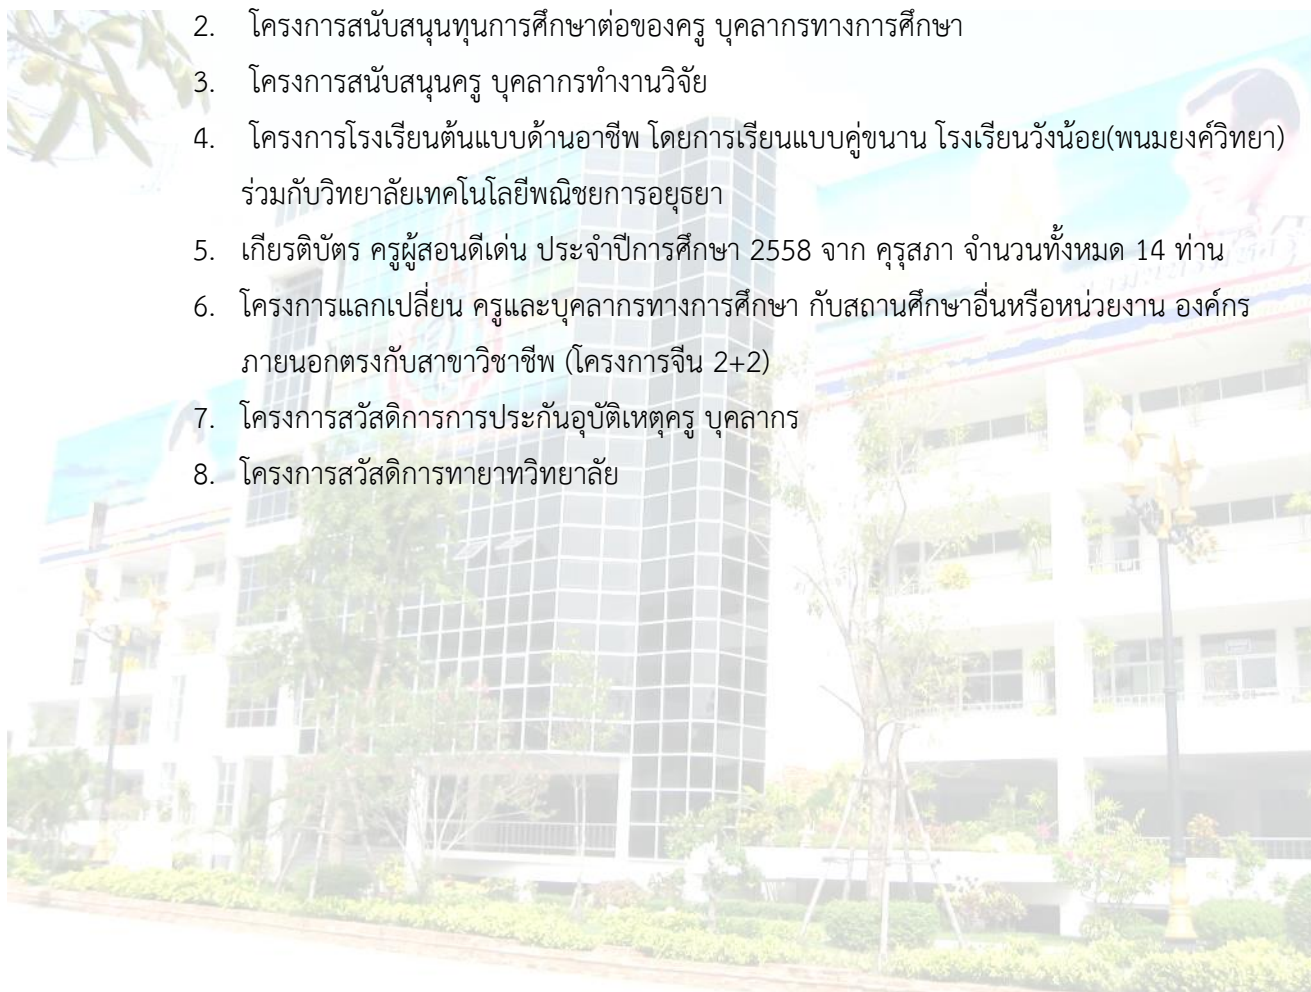 2. โครงการสนับสนุนทุนการศึกษาต่อของครู บุคลากรทางการศึกษา
3. โครงการสนับสนุนครู บุคลากรทำงานวิจัย
4. โครงการโรงเรียนต้นแบบด้านอาชีพ โดยการเรียนแบบคู่ขนาน โรงเรียนวังน้อย(พนมยงค์วิทยา)
ร่วมกับวิทยาลัยเทคโนโลยีพณิชยการอยุธยา
5. เกียรติบัตร ครูผู้สอนดีเด่น ประจำปีการศึกษา 2558 จาก คุรุสภา จำนวนทั้งหมด 14 ท่าน
6. โครงการแลกเปลี่ยน ครูและบุคลากรทางการศึกษา กับสถานศึกษาอื่นหรือหน่วยงาน องค์กร
ภายนอกตรงกับสาขาวิชาชีพ (โครงการจีน 2+2)
7. โครงการสวัสดิการการประกันอุบัติเหตุครู บุคลากร
8. โครงการสวัสดิการทายาทวิทยาลัย